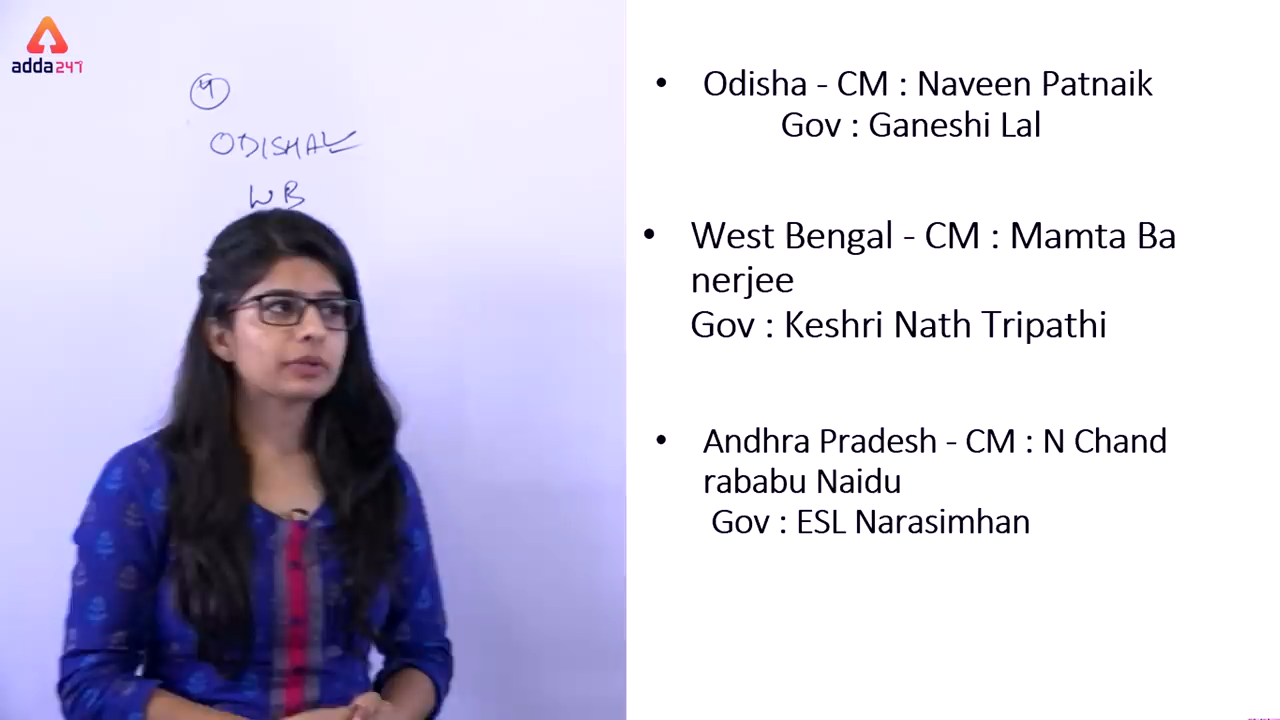 adda247
ODISHA
WB
• Odisha - CM : Naveen Patnaik
Gov : Ganeshi Lal
• West Bengal - CM : Mamta Ba
nerjee
Gov : Keshri Nath Tripathi
• Andhra Pradesh - CM : N Chand
rababu Naidu
Gov : ESL Narasimhan